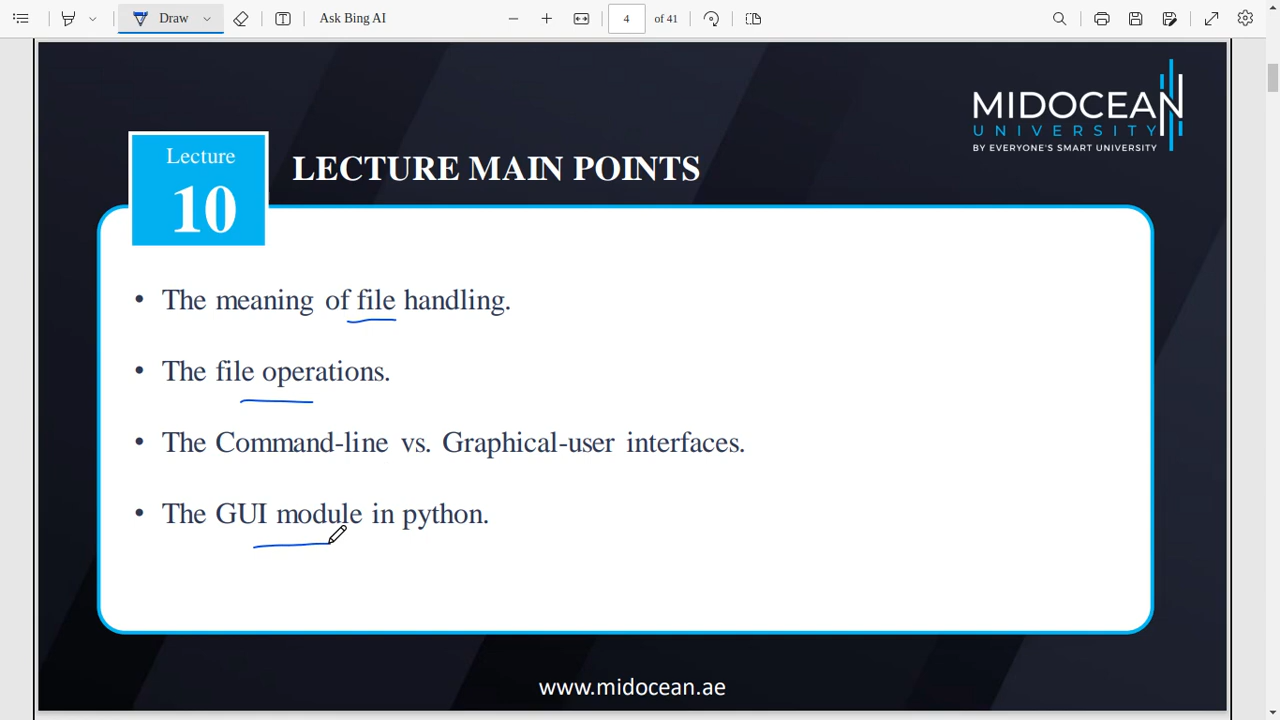 Draw
Ask Bing AI
4 of 41
MIDOCEAN
UNIVERSITY
BY EVERYONE'S SMART UNIVERSITY
Lecture
10
LECTURE MAIN POINTS
• The meaning of file handling.
• The file operations.
• The Command-line vs. Graphical-user interfaces.
• The GUI module in python.
www.midocean.ae